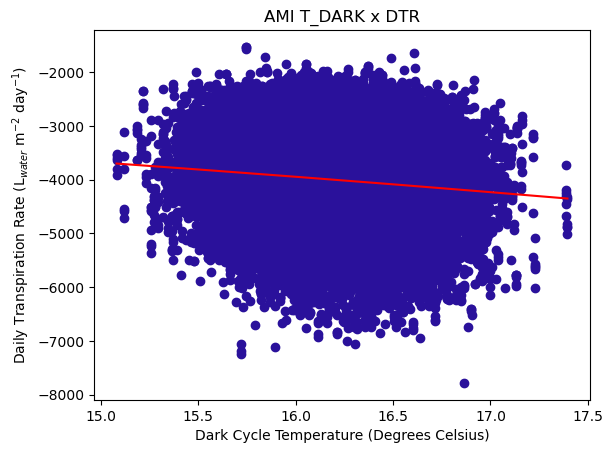 AMI T_DARK x DTR
Daily Transpiration Rate (L_water m⁻² day⁻¹)
−2000
−3000
−4000
−5000
−6000
−7000
−8000
15.0 15.5 16.0 16.5 17.0 17.5
Dark Cycle Temperature (Degrees Celsius)